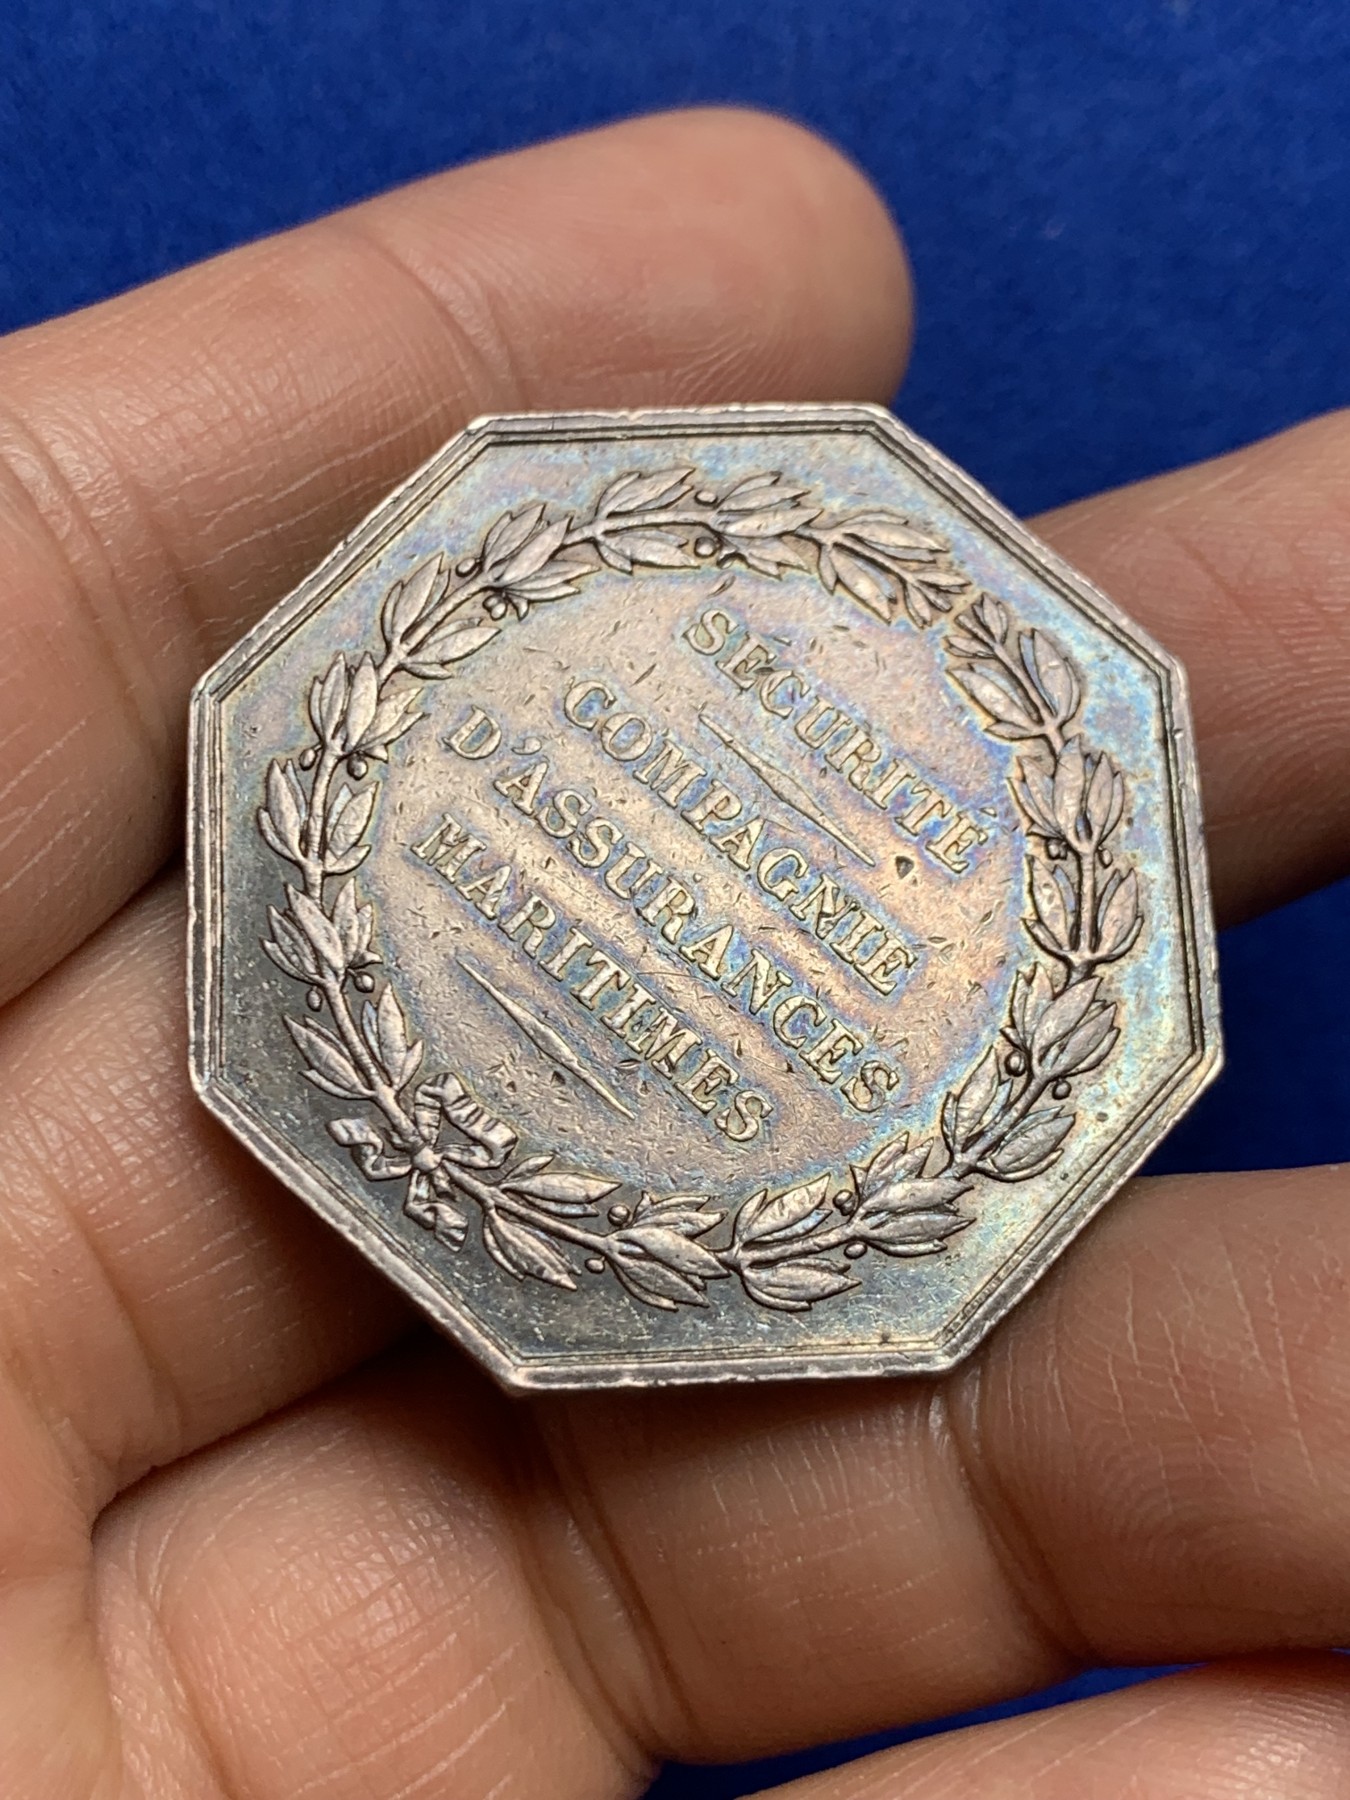 SÉCURITÉ
COMPAGNIE
D'ASSURANCES
MARITIMES